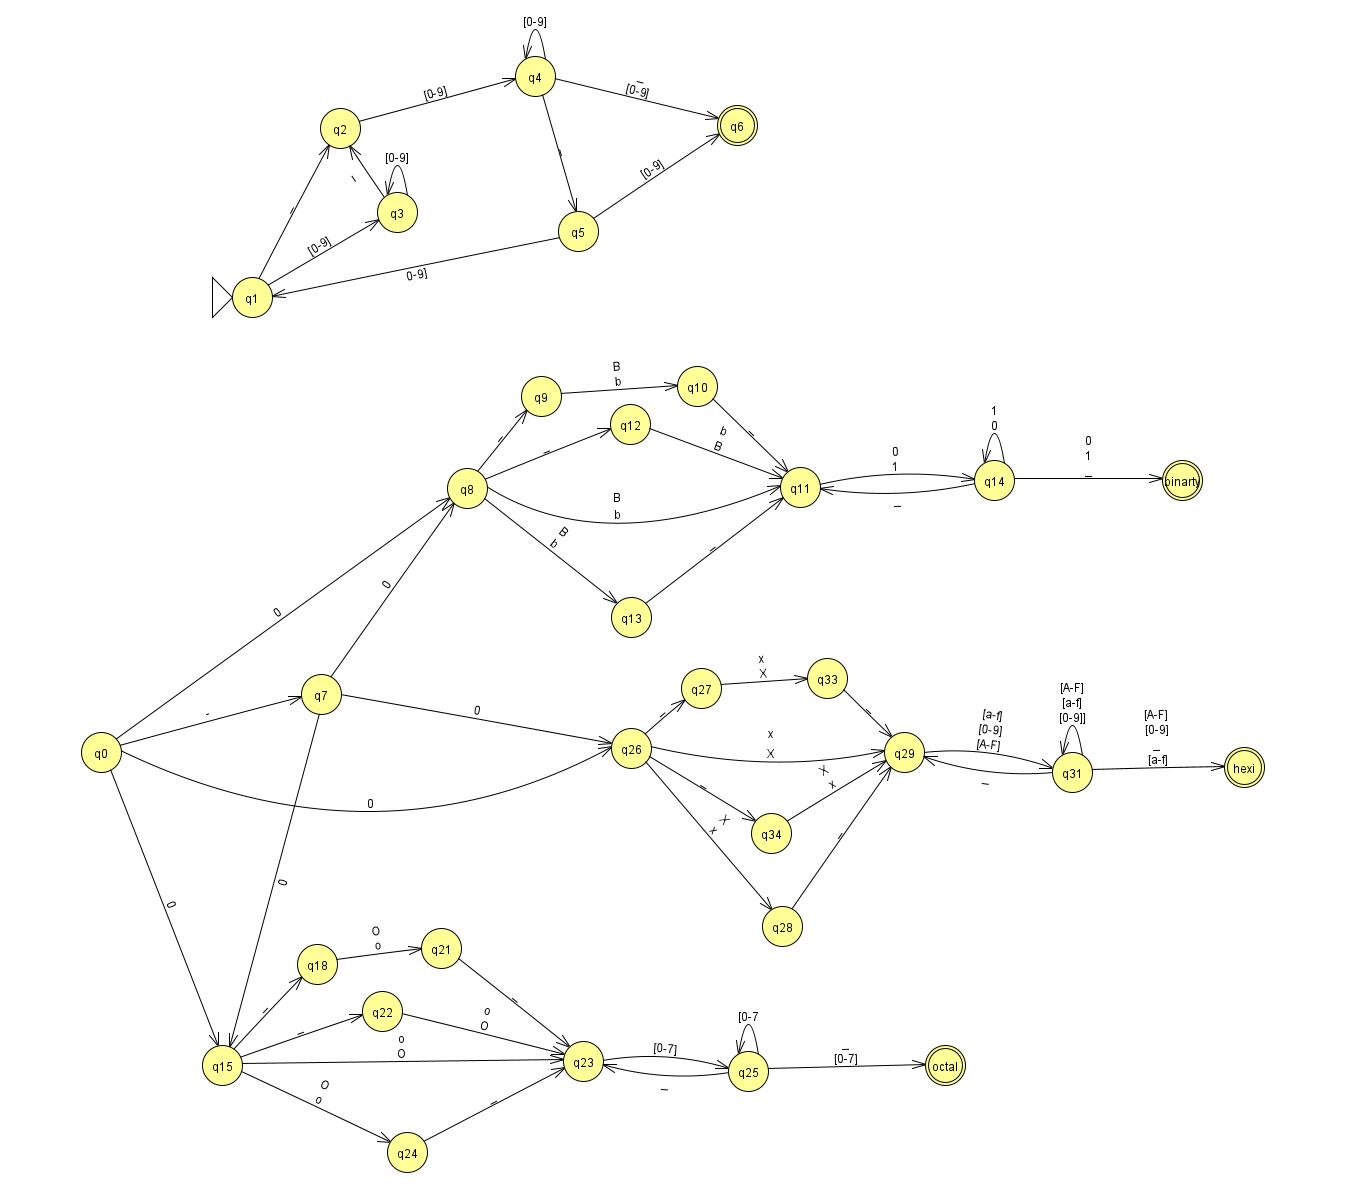 [0-9]
q4
_
[0-9]
[0-9]
q6
q2
[0-9]
_
_
[0-9]
q3
_
q5
[0-9]
0-9]
q1
B
b
q9
q10
q12
_
_
b
B
_
1
0
0
1
0
1
_
q8
B
b
q11
q14
binarty
_
B
b
_
0
0
q13
x
X
q27
q33
_
_
[A-F]
[a-f]
[0-9]]
[a-f]
[0-9]
[A-F]
[A-F]
[0-9]
_
[a-f]
-
q7
0
q0
q26
x
X
q29
q31
hexi
_
_
X
x
0
X
x
q34
_
0
0
q28
O
o
q18
q21
_
_
q22
o
O
_
o
O
[0-7
[0-7]
_
[0-7]
q15
q23
q25
octal
_
O
o
_
q24